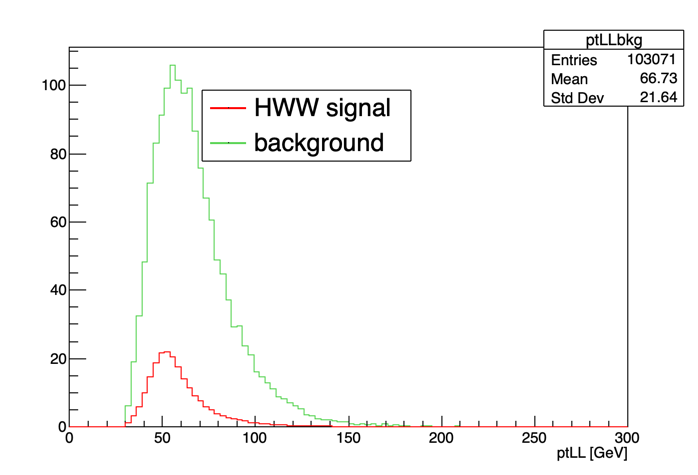 ptLLbkg
Entries 103071
Mean 66.73
Std Dev 21.64
HWW signal
background
100
80
60
40
20
0
0 50 100 150 200 250 300
ptLL [GeV]